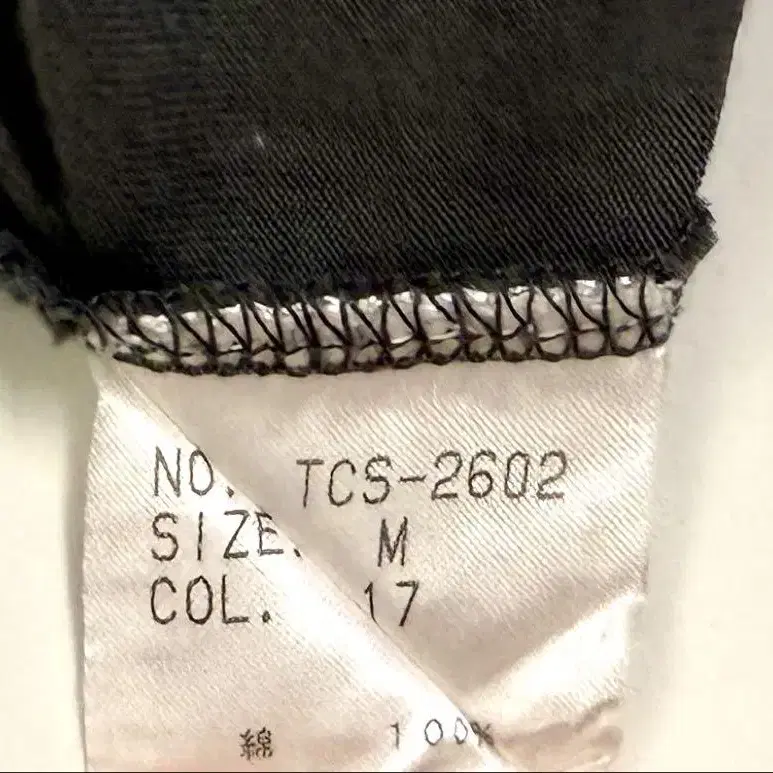 NO. TCS-2602
SIZE. M
COL. 17
綿 100%